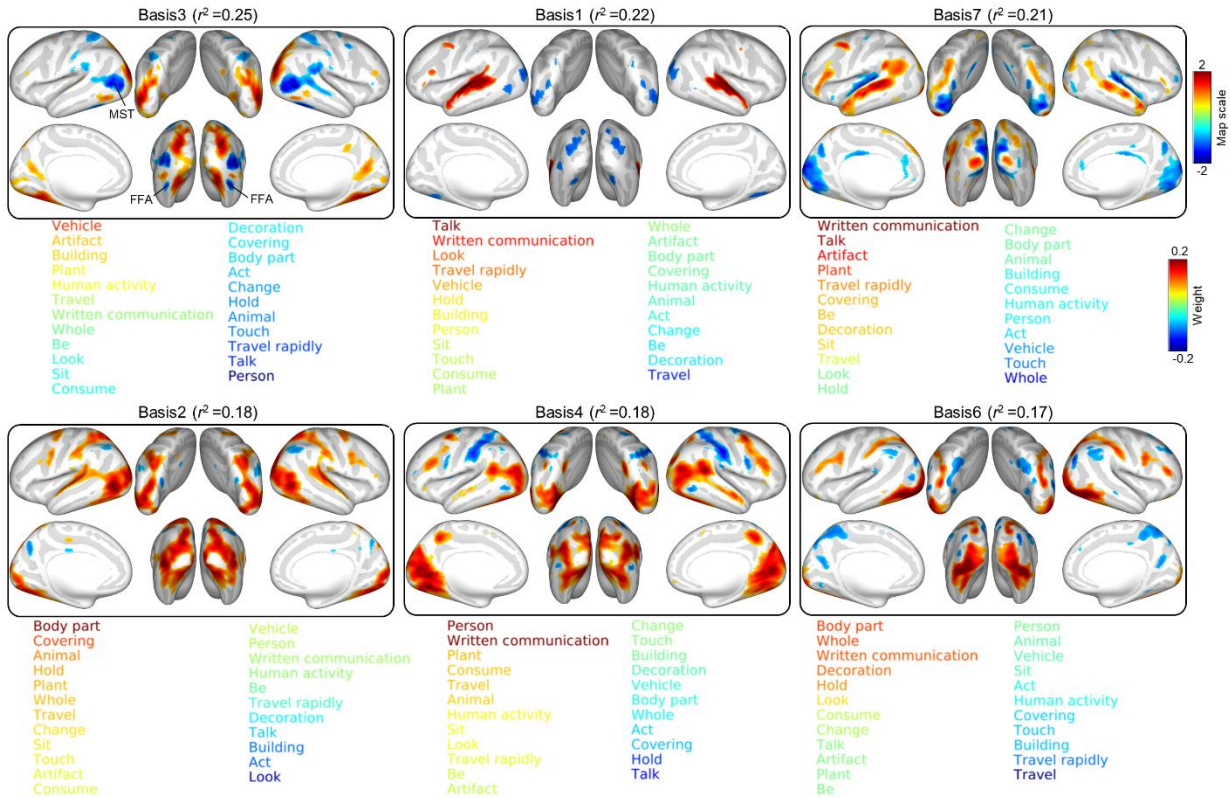 Basis3 (r² =0.25)
Basis1 (r² =0.22)
Basis7 (r² =0.21)
MST
FFA
FFA
2
Map scale
-2
Vehicle
Artifact
Building
Plant
Human activity
Travel
Written communication
Whole
Be
Look
Sit
Consume
Decoration
Covering
Body part
Act
Change
Hold
Animal
Touch
Travel rapidly
Talk
Person
Talk
Written communication
Look
Travel rapidly
Vehicle
Hold
Building
Person
Sit
Touch
Consume
Plant
Whole
Artifact
Body part
Covering
Human activity
Animal
Act
Change
Be
Decoration
Travel
Written communication
Talk
Artifact
Plant
Travel rapidly
Covering
Be
Decoration
Sit
Travel
Look
Hold
Change
Body part
Animal
Building
Consume
Human activity
Person
Act
Vehicle
Touch
Whole
0.2
Weight
-0.2
Basis2 (r² =0.18)
Basis4 (r² =0.18)
Basis6 (r² =0.17)
Body part
Covering
Animal
Hold
Plant
Whole
Travel
Change
Sit
Touch
Artifact
Consume
Vehicle
Person
Written communication
Human activity
Be
Travel rapidly
Decoration
Talk
Building
Act
Look
Person
Written communication
Plant
Consume
Travel
Animal
Human activity
Sit
Look
Travel rapidly
Be
Artifact
Change
Touch
Building
Decoration
Vehicle
Body part
Whole
Act
Covering
Hold
Talk
Body part
Whole
Written communication
Decoration
Hold
Look
Consume
Change
Talk
Artifact
Plant
Be
Person
Animal
Vehicle
Sit
Act
Human activity
Covering
Touch
Building
Travel rapidly
Travel